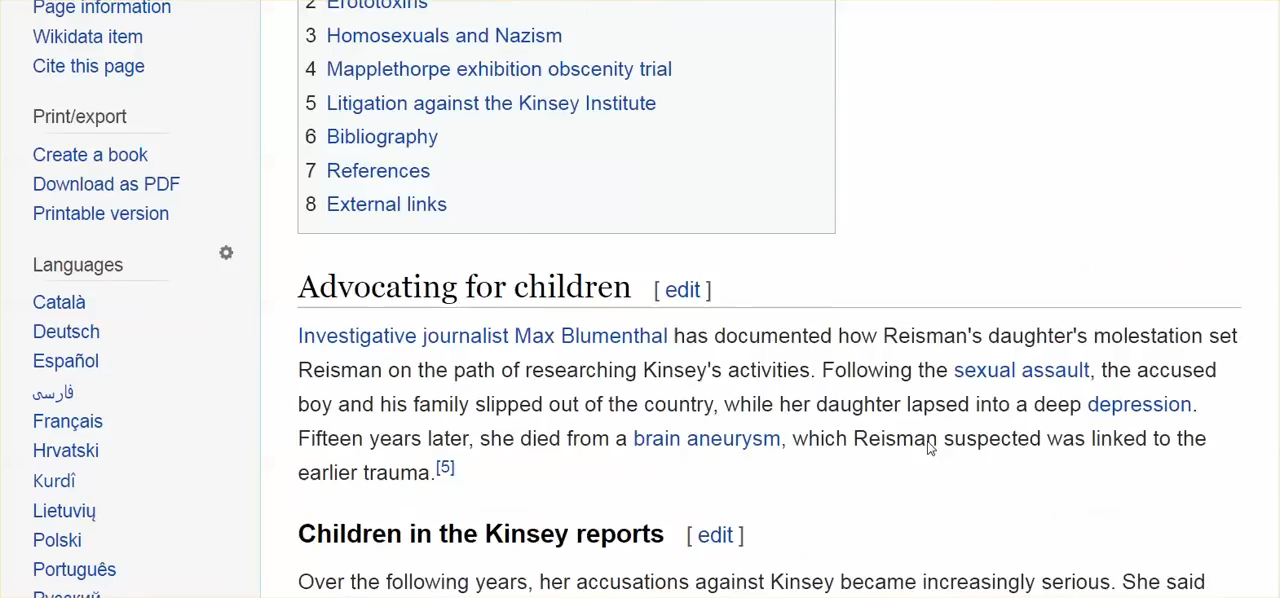 Page information
Wikidata item
Cite this page
Print/export
Create a book
Download as PDF
Printable version
Languages
Català
Deutsch
Español
فارسی
Français
Hrvatski
Kurdî
Lietuvių
Polski
Português
Русский
2 Erototoxins
3 Homosexuals and Nazism
4 Mapplethorpe exhibition obscenity trial
5 Litigation against the Kinsey Institute
6 Bibliography
7 References
8 External links
Advocating for children [ edit ]
Investigative journalist Max Blumenthal has documented how Reisman's daughter's molestation set
Reisman on the path of researching Kinsey's activities. Following the sexual assault, the accused
boy and his family slipped out of the country, while her daughter lapsed into a deep depression.
Fifteen years later, she died from a brain aneurysm, which Reisman suspected was linked to the
earlier trauma.[5]
Children in the Kinsey reports [ edit ]
Over the following years, her accusations against Kinsey became increasingly serious. She said